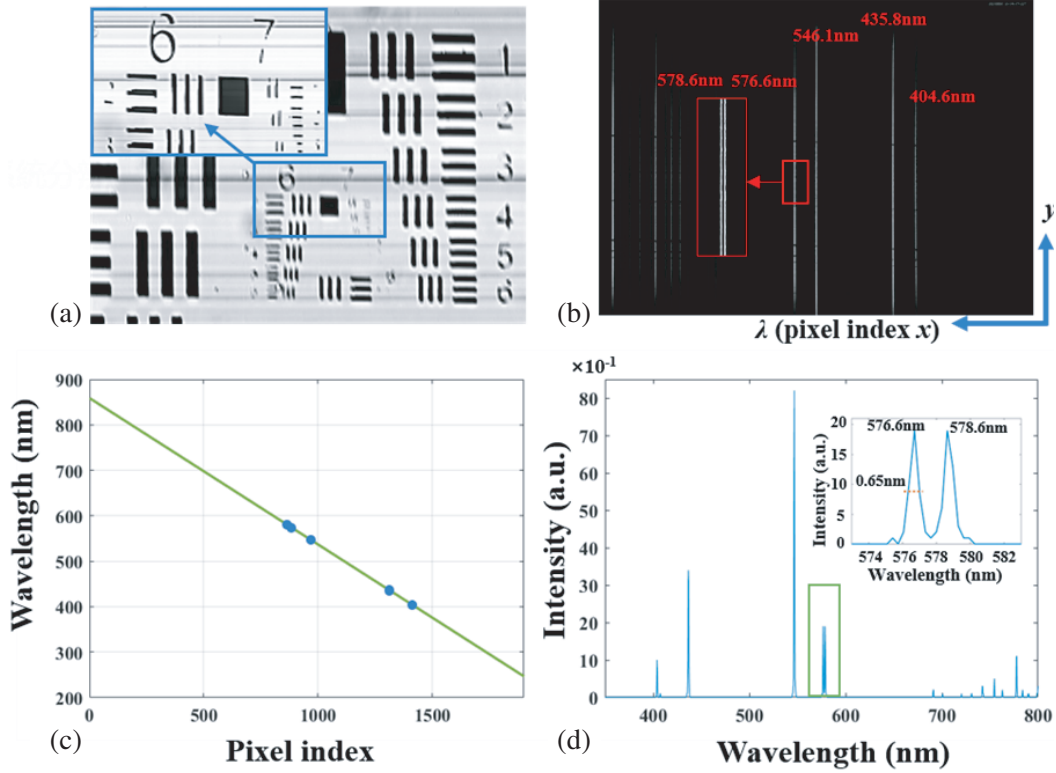 6 7
1
2
3
4
5
6
6
(a)
435.8nm
546.1nm
578.6nm 576.6nm
404.6nm
y
(b)
λ (pixel index x)
900
800
700
600
500
400
300
200
0 500 1000 1500
Wavelength (nm)
Pixel index
(c)
×10⁻¹
85
80
70
60
50
40
30
20
10
0
400 500 600 700 800
Intensity (a.u.)
Wavelength (nm)
(d)
576.6nm 578.6nm
0.65nm
20
15
10
5
0
574 576 578 580 582
Intensity (a.u.)
Wavelength (nm)